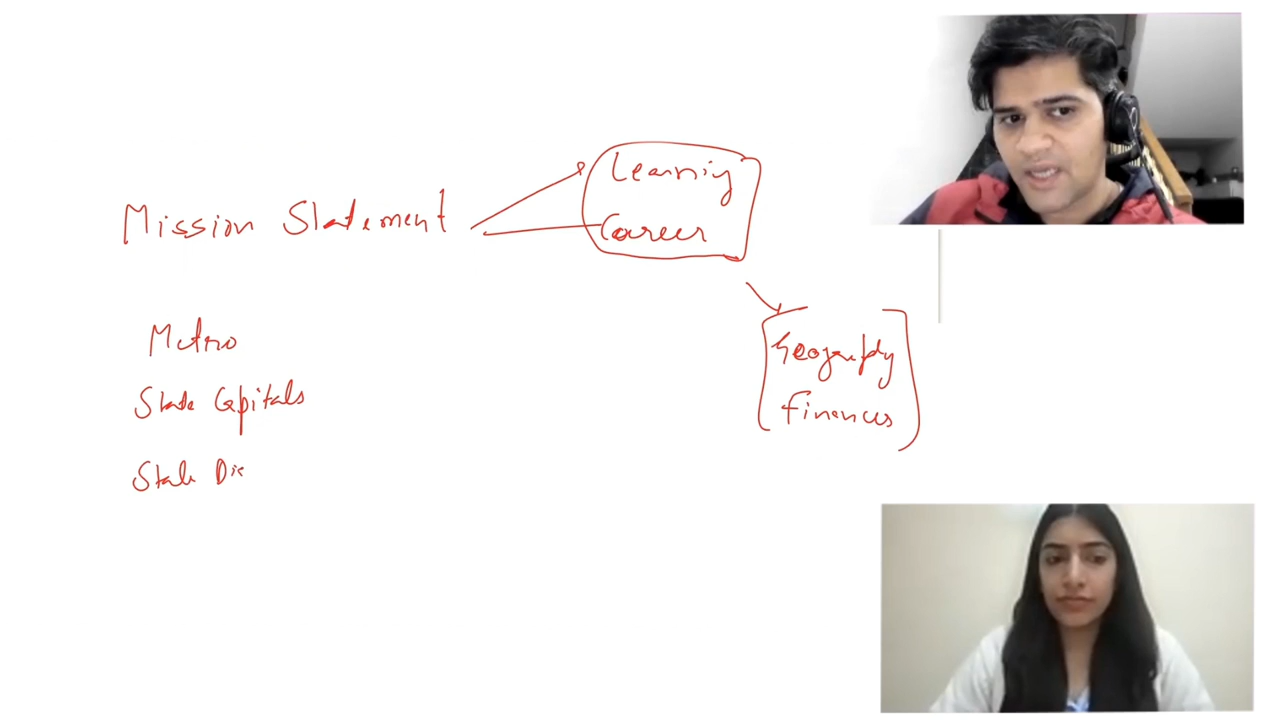 Mission Statement
Learning
Career
Metro
State Capitals
State Dis
Geography
finances